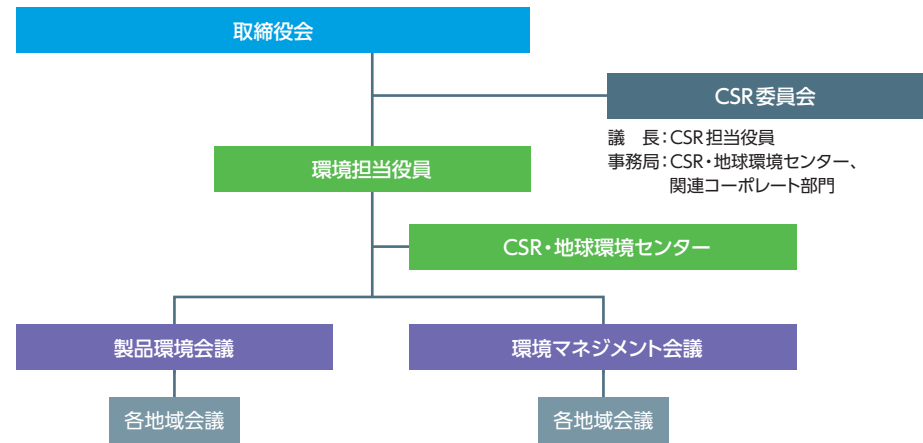 取締役会
CSR委員会
議　長：CSR担当役員
事務局：CSR・地球環境センター、
関連コーポレート部門
環境担当役員
CSR・地球環境センター
製品環境会議
環境マネジメント会議
各地域会議
各地域会議